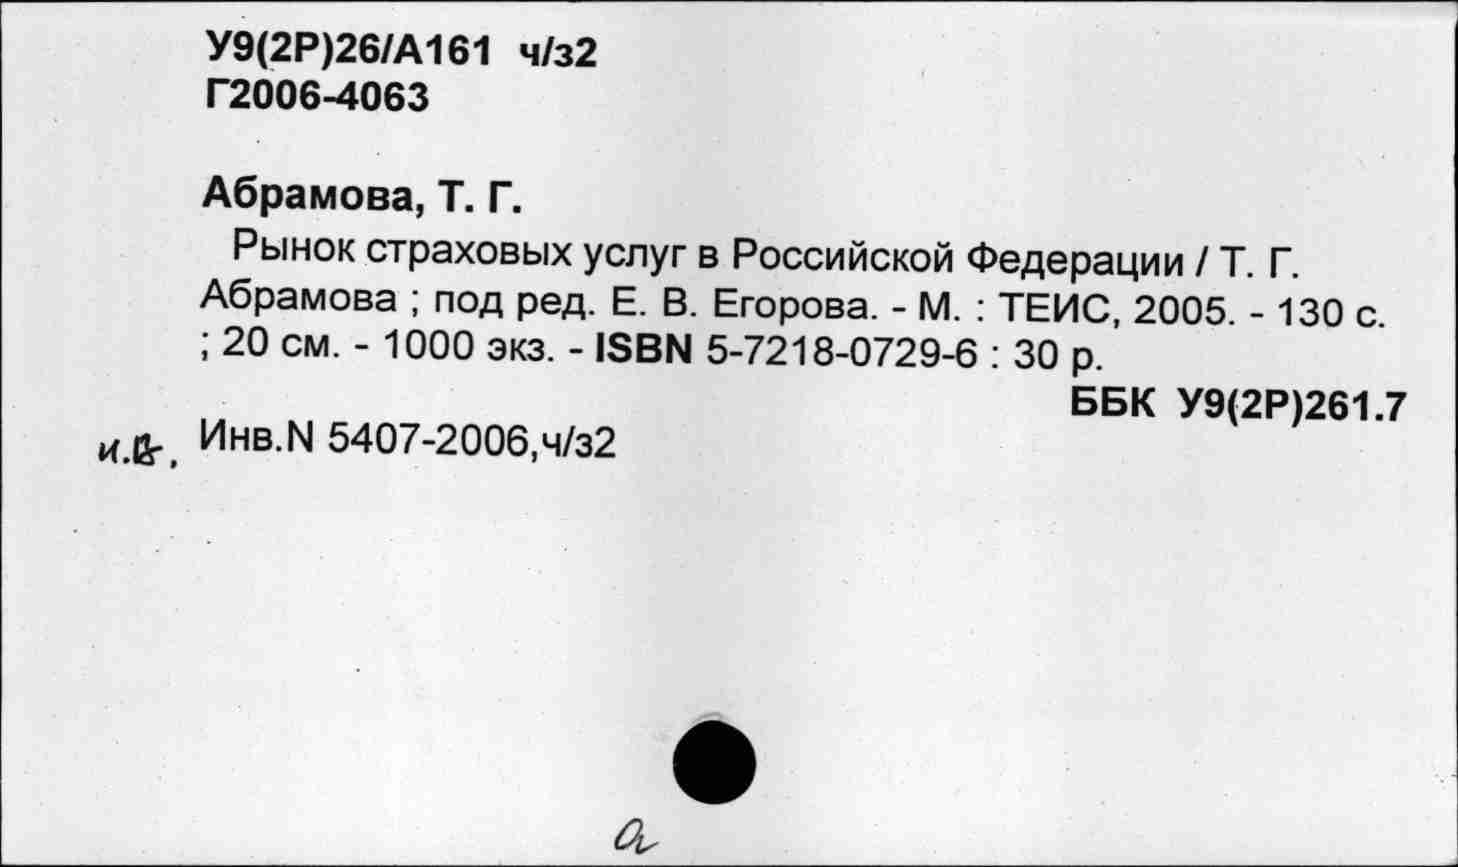 У9(2Р)26/А161 ч/з2
Г2006-4063
Абрамова, Т. Г.
Рынок страховых услуг в Российской Федерации / Т. Г.
Абрамова ; под ред. Е. В. Егорова. - М. : ТЕИС, 2005. - 130 с.
; 20 см. - 1000 экз. - ISBN 5-7218-0729-6 : 30 р.
ББК У9(2Р)261.7
Инв.N 5407-2006,ч/з2